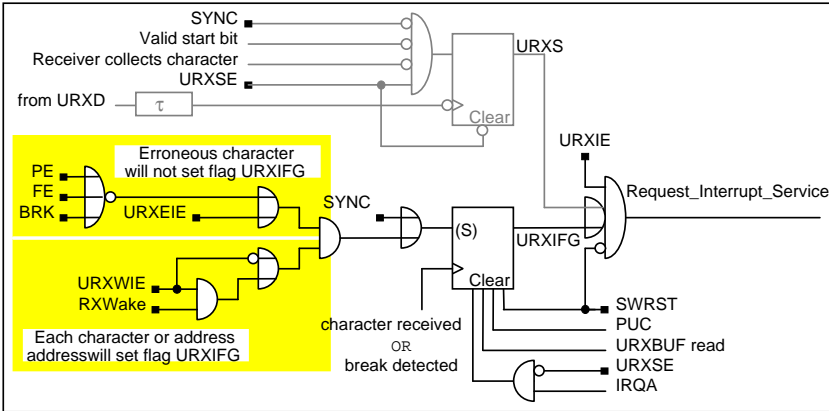 SYNC
Valid start bit
Receiver collects character
URXSE
from URXD
τ
URXS
Clear
URXIE
Erroneous character
will not set flag URXIFG
PE
FE
BRK
URXEIE
SYNC
(S)
URXIFG
Clear
Request_Interrupt_Service
URXWIE
RXWake
Each character or address
addresswill set flag URXIFG
character received
OR
break detected
SWRST
PUC
URXBUF read
URXSE
IRQA